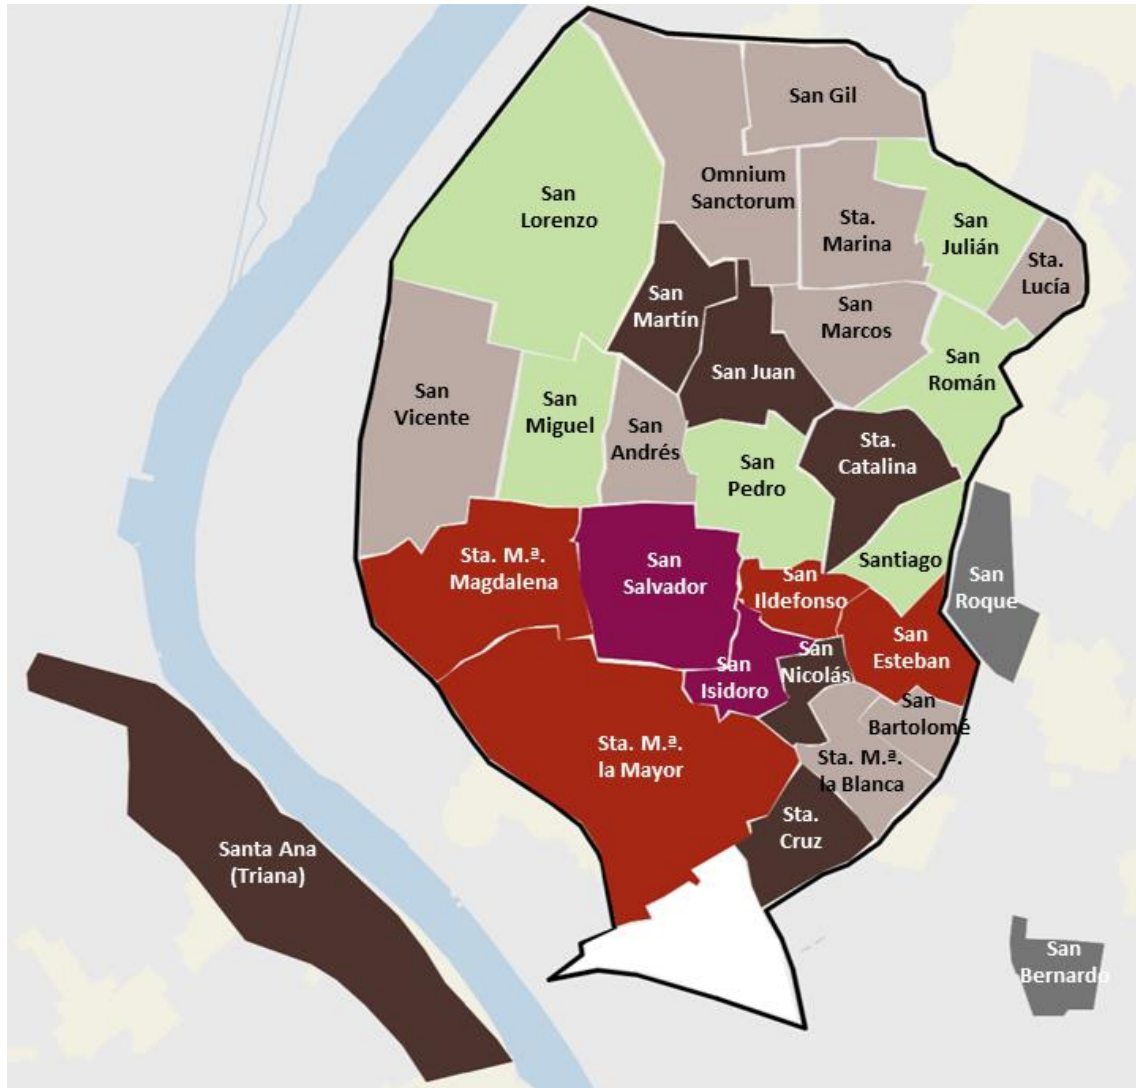 San Gil
Omnium
Sanctorum
San
Lorenzo
Sta.
Marina
San
Julián
Sta.
Lucía
San
Martín
San
Marcos
San Juan
San
Román
San
Vicente
San
Miguel
San
Andrés
Sta.
Catalina
San
Pedro
Sta. M.ª.
Magdalena
San
Salvador
San
Ildefonso
Santiago
San
Roque
San
Esteban
San
Nicolás
San
Isidoro
San
Bartolomé
Sta. M.ª.
la Mayor
Sta. M.ª.
la Blanca
Sta.
Cruz
Santa Ana
(Triana)
San
Bernardo